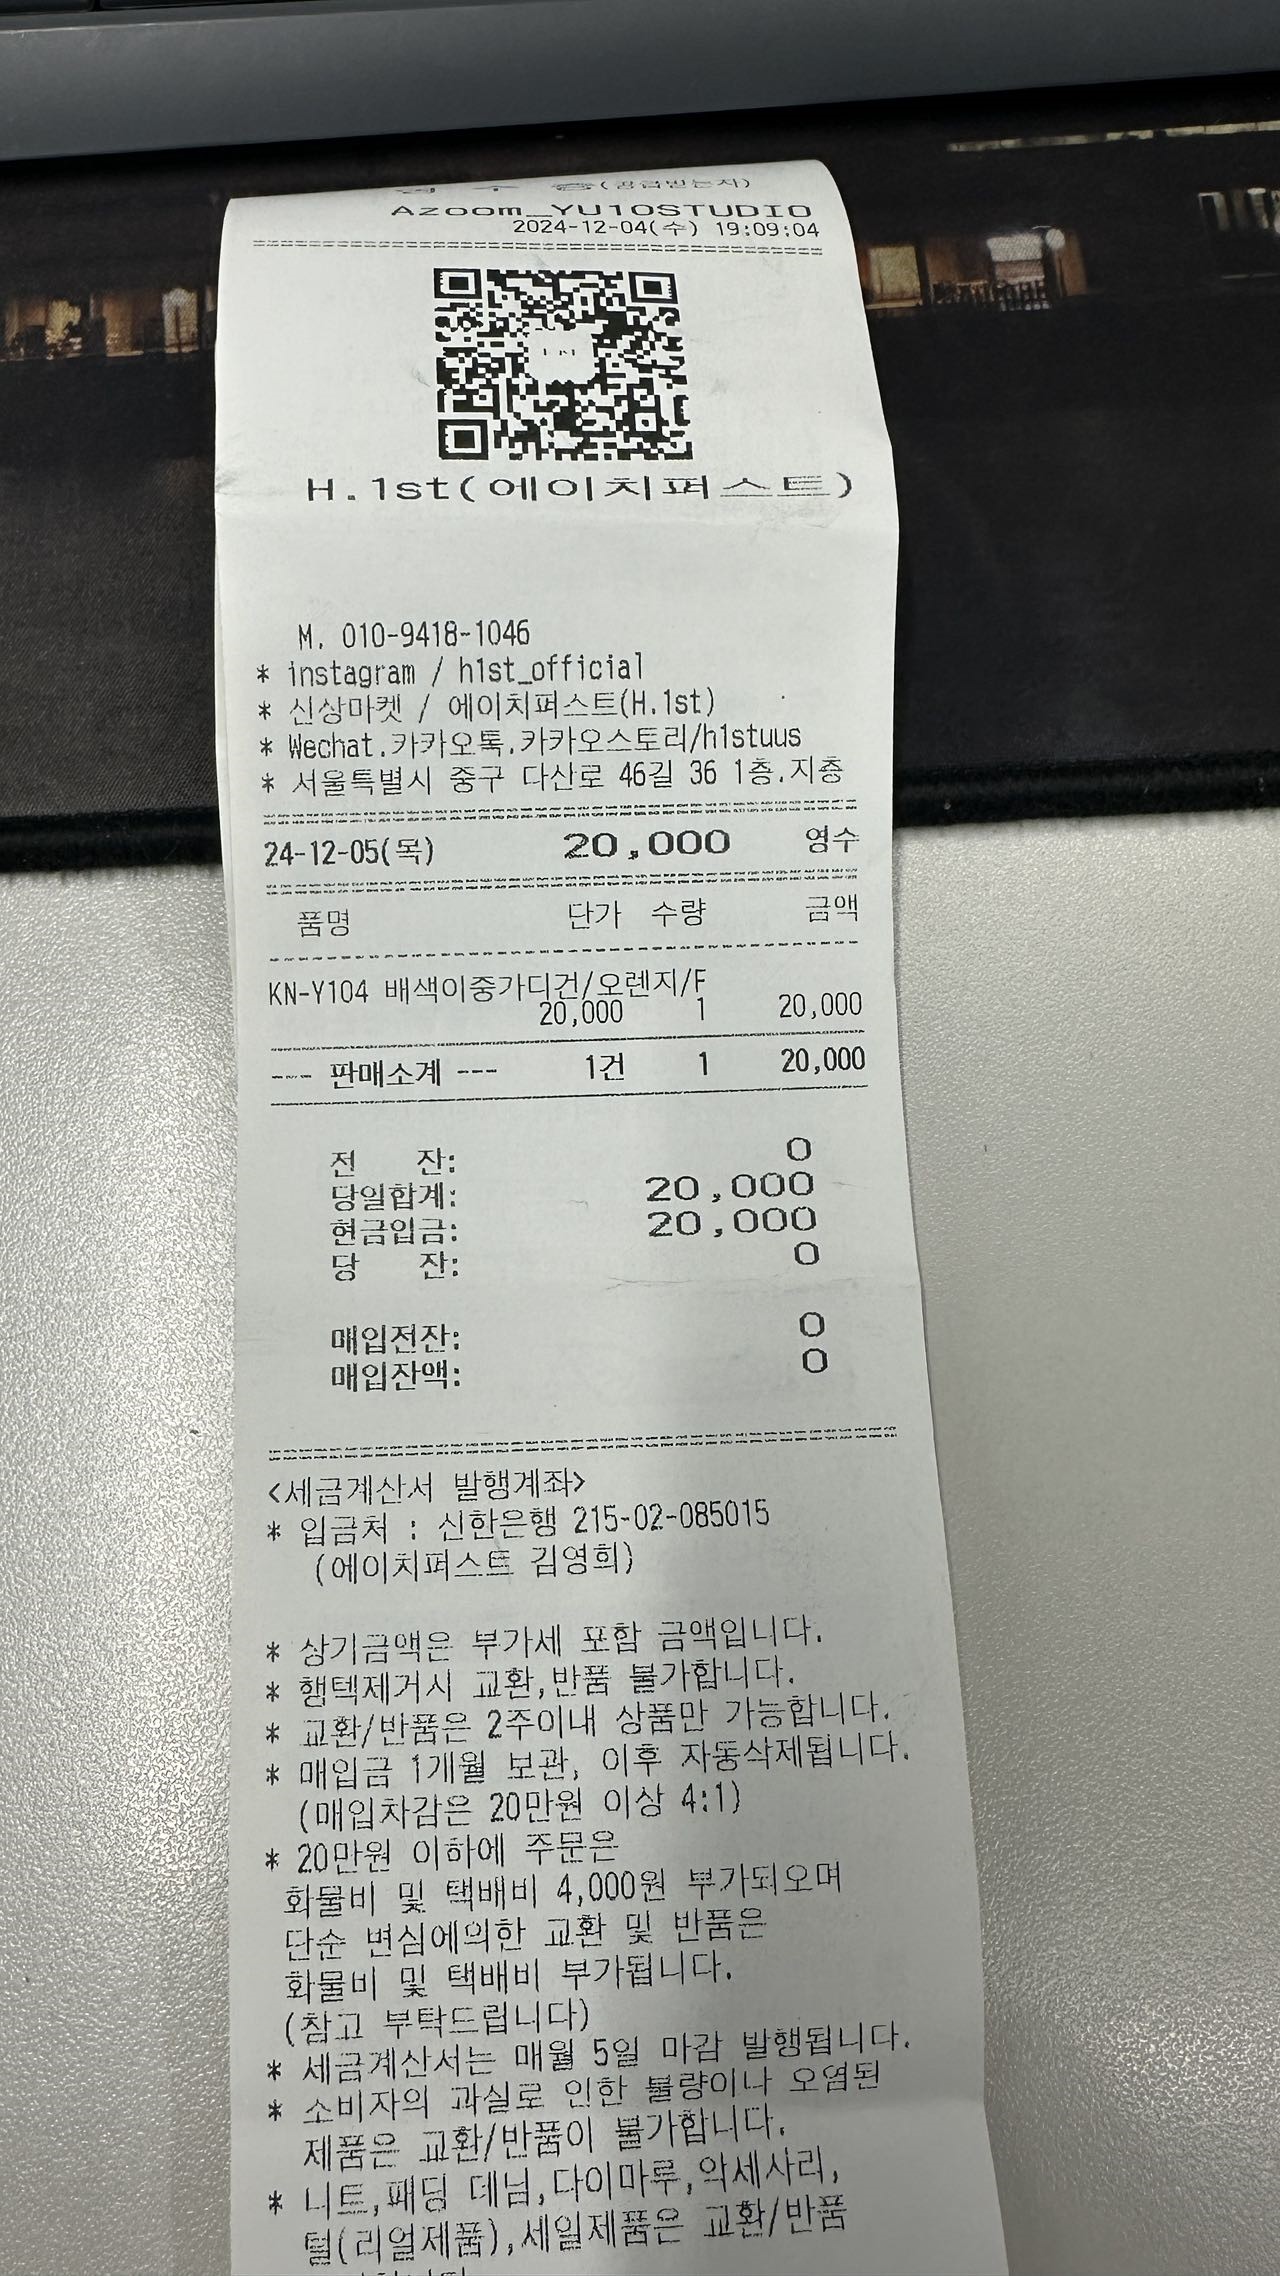 (공급받는자)
Azoom_YU1OSTUDIO
2024-12-04(수) 19:09:04
H.1st(에이치퍼스트)
M. 010-9418-1046
* instagram / h1st_official
* 신상마켓 / 에이치퍼스트(H.1st)
* Wechat.카카오톡.카카오스토리/h1stuus
* 서울특별시 중구 다산로 46길 36 1층.지층
24-12-05(목) 20,000 영수
품명 단가 수량 금액
KN-Y104 배색이중가디건/오렌지/F
20,000 1 20,000
--- 판매소계 --- 1건 1 20,000
전 잔: 0
당일합계: 20,000
현금입금: 20,000
당 잔: 0
매입전잔: 0
매입잔액: 0
<세금계산서 발행계좌>
* 입금처 : 신한은행 215-02-085015
(에이치퍼스트 김영희)
* 상기금액은 부가세 포함 금액입니다.
* 행텍제거시 교환,반품 불가합니다.
* 교환/반품은 2주이내 상품만 가능합니다.
* 매입금 1개월 보관, 이후 자동삭제됩니다.
(매입차감은 20만원 이상 4:1)
* 20만원 이하에 주문은
화물비 및 택배비 4,000원 부가되오며
단순 변심에의한 교환 및 반품은
화물비 및 택배비 부가됩니다.
(참고 부탁드립니다)
* 세금계산서는 매월 5일 마감 발행됩니다.
* 소비자의 과실로 인한 불량이나 오염된
제품은 교환/반품이 불가합니다.
* 니트,패딩 데님,다이마루,악세사리,
털(리얼제품),세일제품은 교환/반품